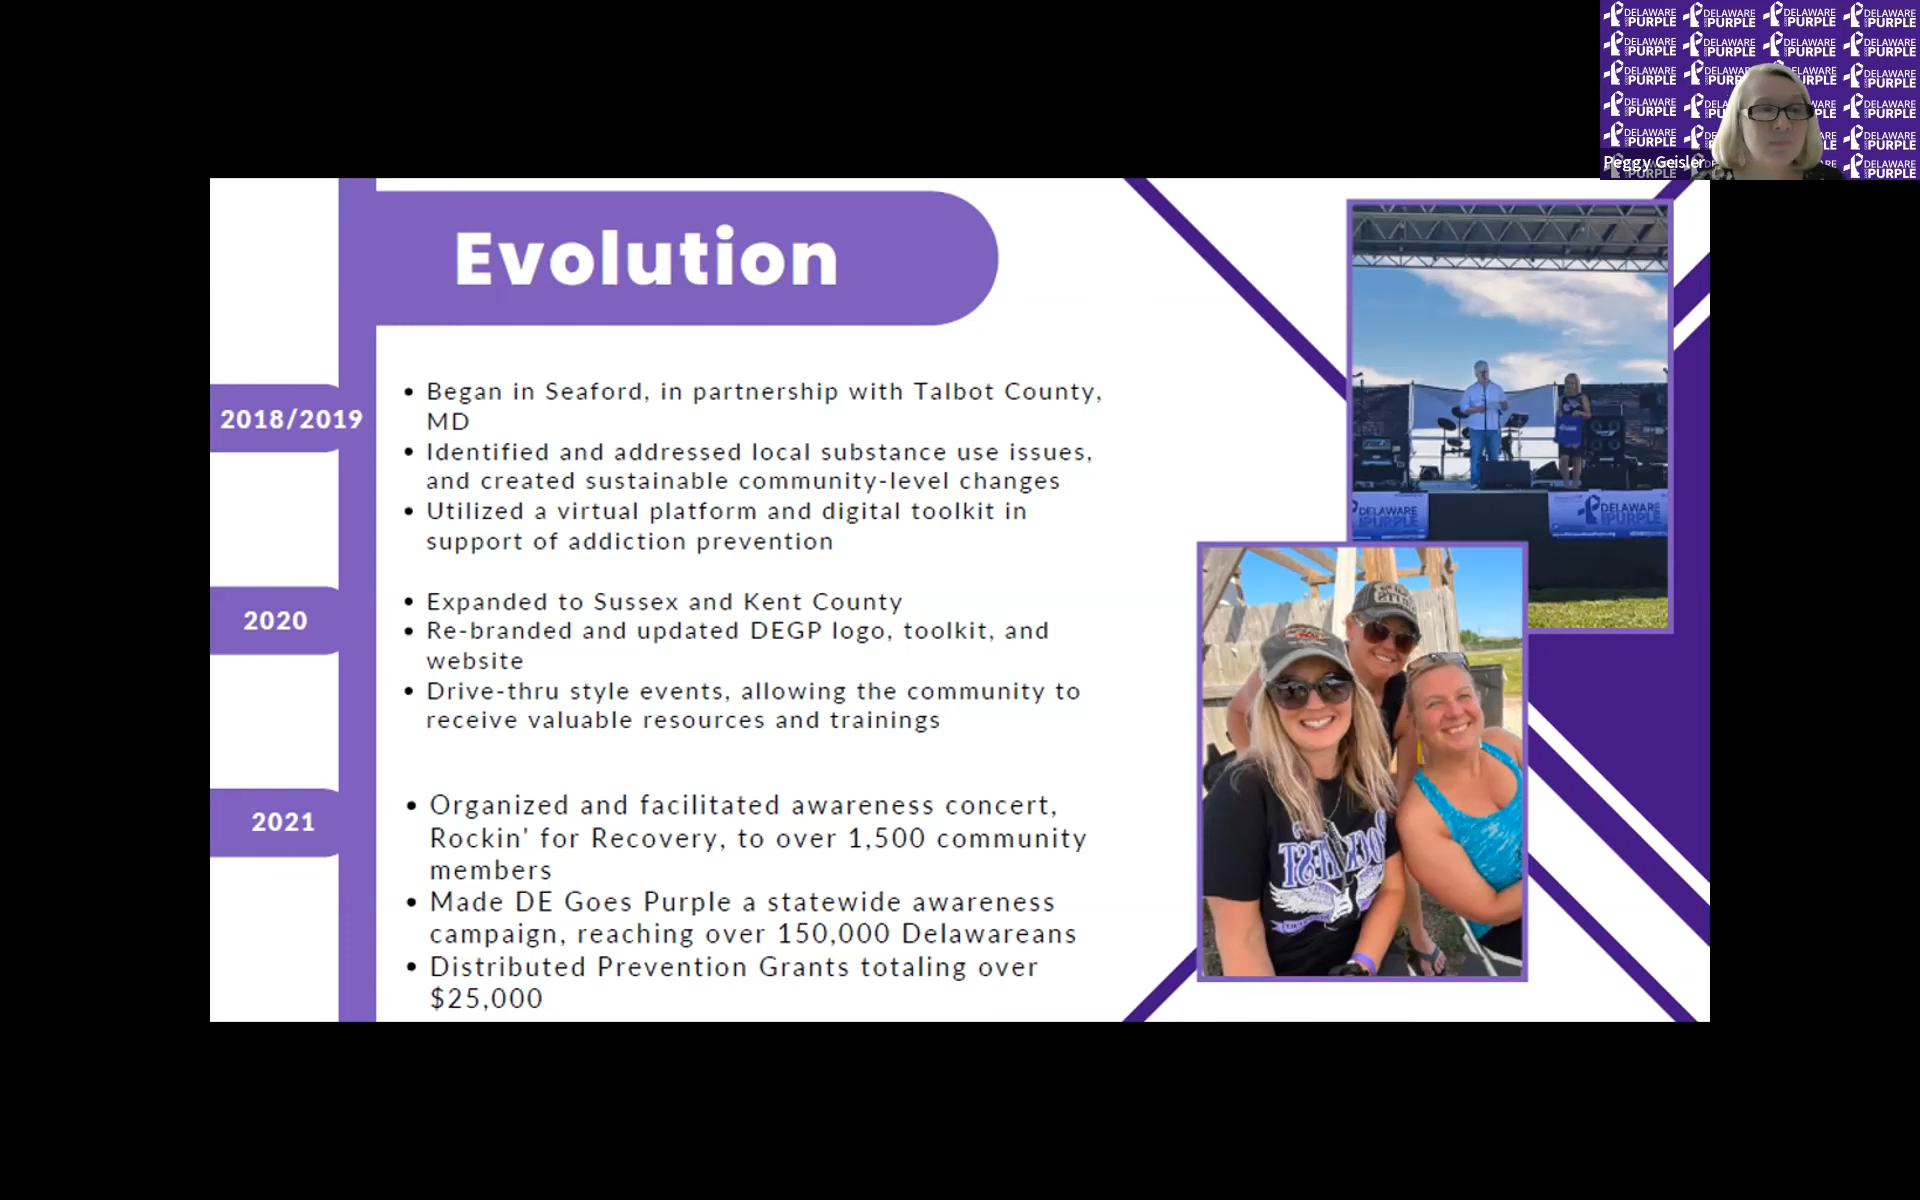 DELAWARE PURPLE
Peggy Geisler
Evolution
2018/2019
• Began in Seaford, in partnership with Talbot County,
MD
• Identified and addressed local substance use issues,
and created sustainable community-level changes
• Utilized a virtual platform and digital toolkit in
support of addiction prevention
2020
• Expanded to Sussex and Kent County
• Re-branded and updated DEGP logo, toolkit, and
website
• Drive-thru style events, allowing the community to
receive valuable resources and trainings
2021
• Organized and facilitated awareness concert,
Rockin' for Recovery, to over 1,500 community
members
• Made DE Goes Purple a statewide awareness
campaign, reaching over 150,000 Delawareans
• Distributed Prevention Grants totaling over
$25,000
DELAWARE
PURPLE
DELAWARE
PURPLE